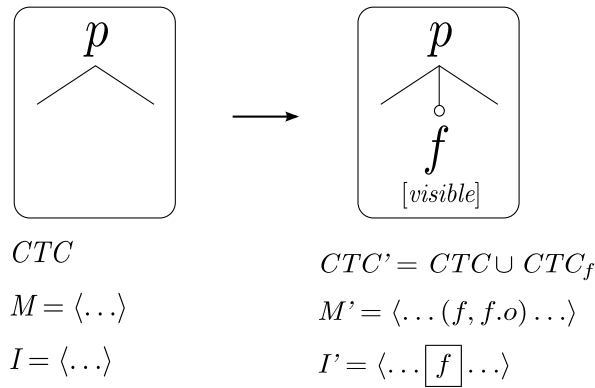 p
CTC
M = ⟨…⟩
I = ⟨…⟩
p
f
[visible]
CTC’ = CTC ∪ CTC_f
M’ = ⟨… (f, f.o) …⟩
I’ = ⟨… f …⟩